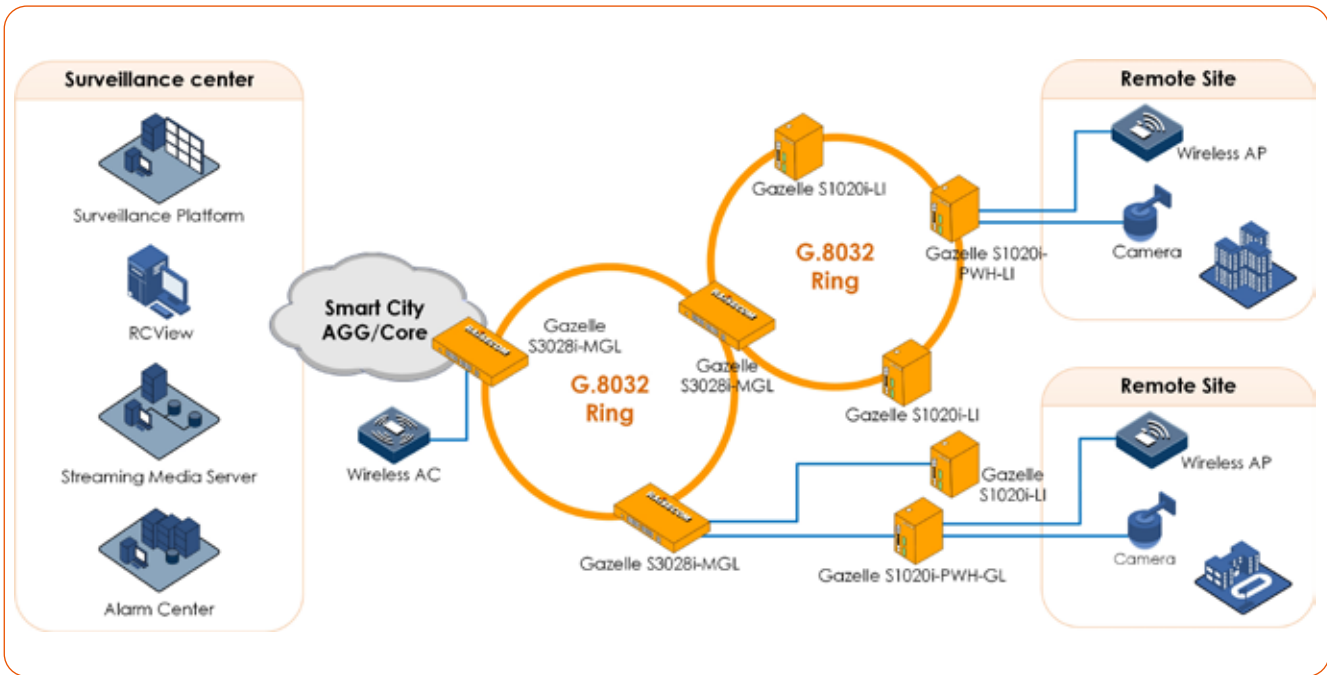 Surveillance center
Surveillance Platform
RCView
Streaming Media Server
Alarm Center
Smart City
AGG/Core
Gazelle
S3028i-MGL
Wireless AC
G.8032
Ring
Gazelle S3028i-MGL
Gazelle
S3028i-MGL
Gazelle S1020i-LI
G.8032
Ring
Gazelle S1020i-
PWH-LI
Gazelle S1020i-LI
Gazelle
S1020i-LI
Gazelle S1020i-PWH-GL
Remote Site
Wireless AP
Camera
Remote Site
Wireless AP
Camera